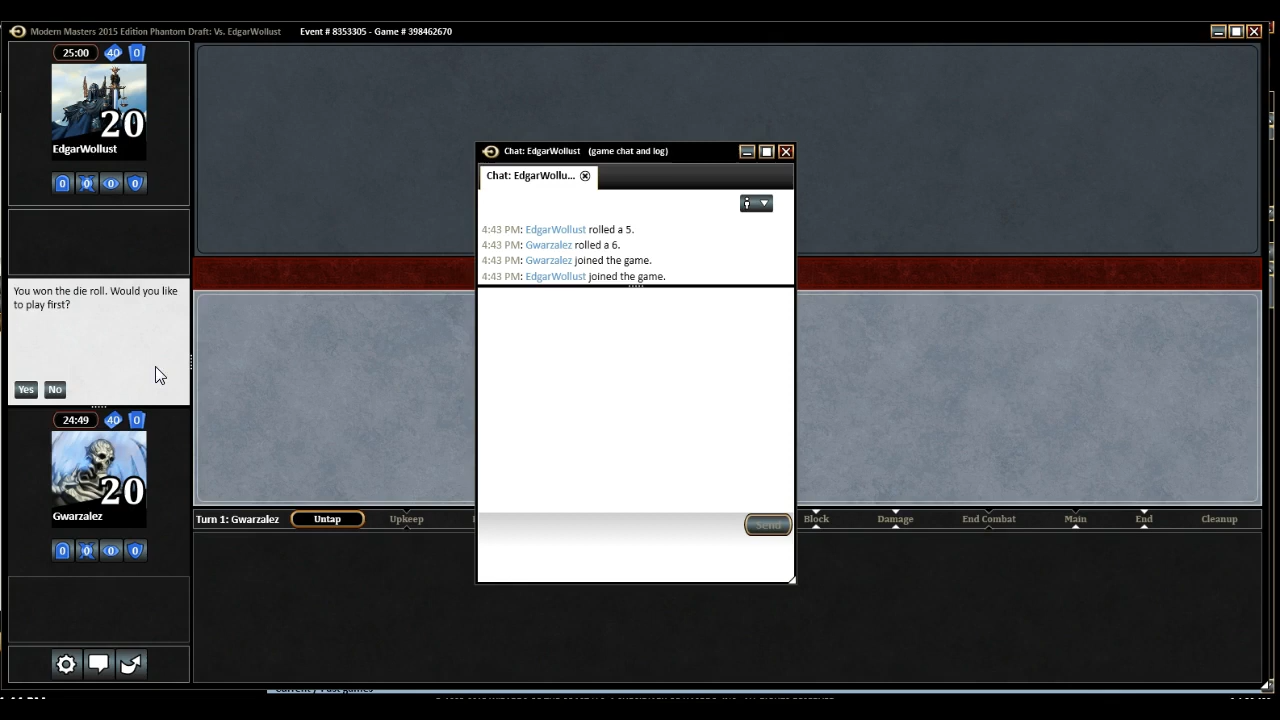 Modern Masters 2015 Edition Phantom Draft: Vs. EdgarWollust Event # 8353305 - Game # 398462670
25:00 40 0
20
EdgarWollust
0 0 0 0
You won the die roll. Would you like
to play first?
Yes No
24:49 40 0
20
Gwarzalez
0 0 0 0
Chat: EdgarWollust (game chat and log)
Chat: EdgarWollu...
4:43 PM: EdgarWollust rolled a 5.
4:43 PM: Gwarzalez rolled a 6.
4:43 PM: Gwarzalez joined the game.
4:43 PM: EdgarWollust joined the game.
Send
Turn 1: Gwarzalez Untap Upkeep Block Damage End Combat Main End Cleanup